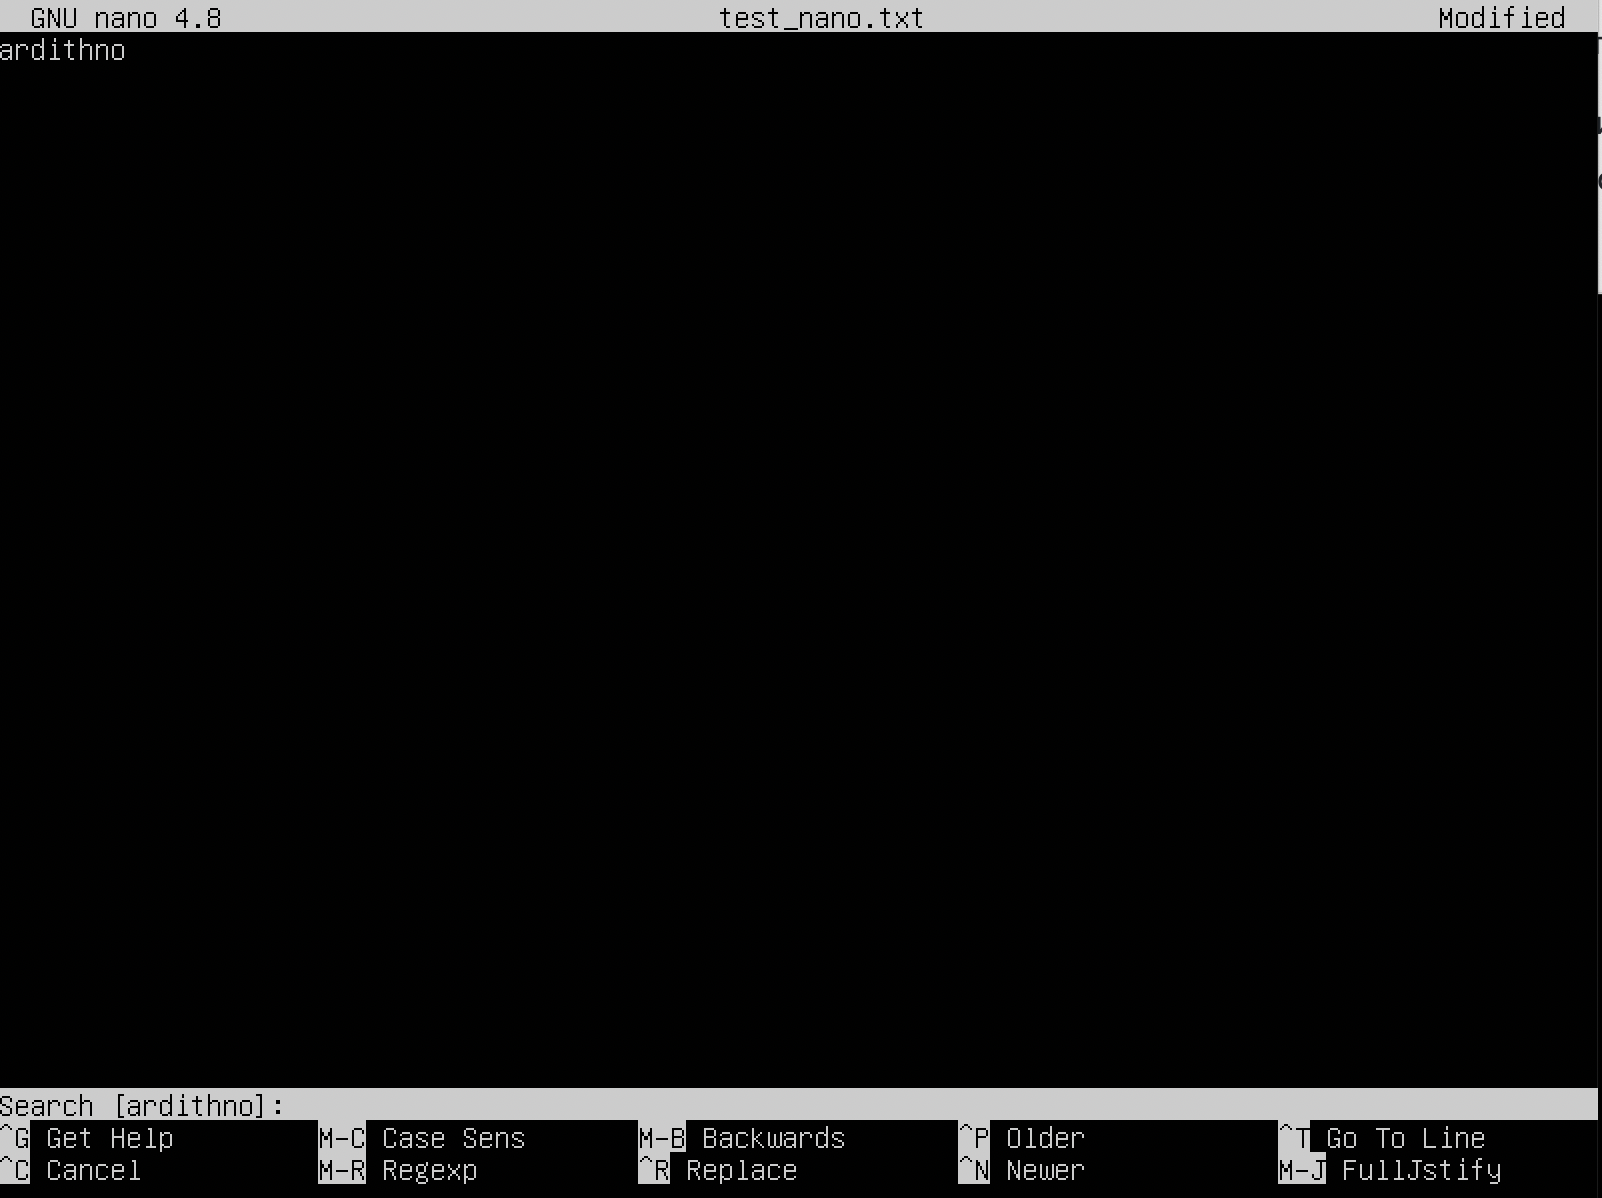 GNU nano 4.8 test_nano.txt Modified
ardithno
Search [ardithno]:
^G Get Help M-C Case Sens M-B Backwards ^P Older ^T Go To Line
^C Cancel M-R Regexp ^R Replace ^N Newer M-J FullJstify